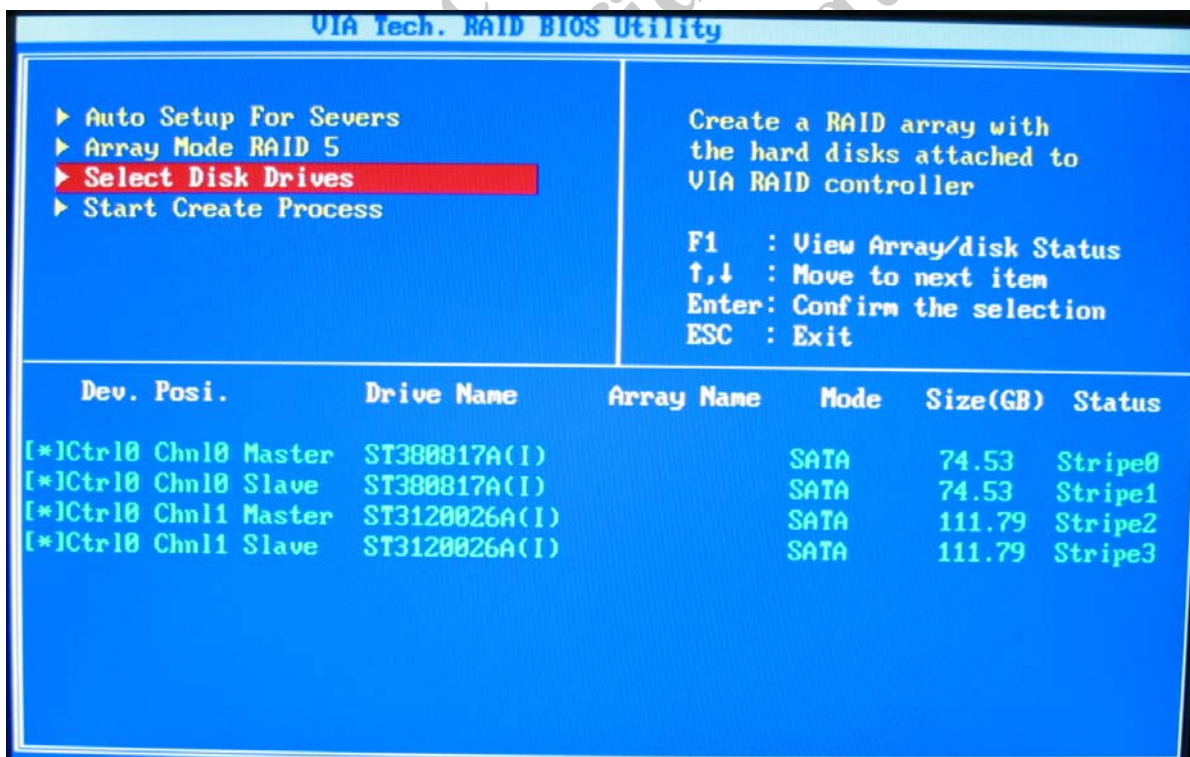 VIA Tech. RAID BIOS Utility
Auto Setup For Severs
Array Mode RAID 5
Select Disk Drives
Start Create Process
Create a RAID array with
the hard disks attached to
VIA RAID controller
F1 : View Array/disk Status
↑,↓ : Move to next item
Enter: Confirm the selection
ESC : Exit
Dev. Posi. Drive Name Array Name Mode Size(GB) Status
[*]Ctrl0 Chnl0 Master ST380817A(I) SATA 74.53 Stripe0
[*]Ctrl0 Chnl0 Slave ST380817A(I) SATA 74.53 Stripe1
[*]Ctrl0 Chnl1 Master ST3120026A(I) SATA 111.79 Stripe2
[*]Ctrl0 Chnl1 Slave ST3120026A(I) SATA 111.79 Stripe3